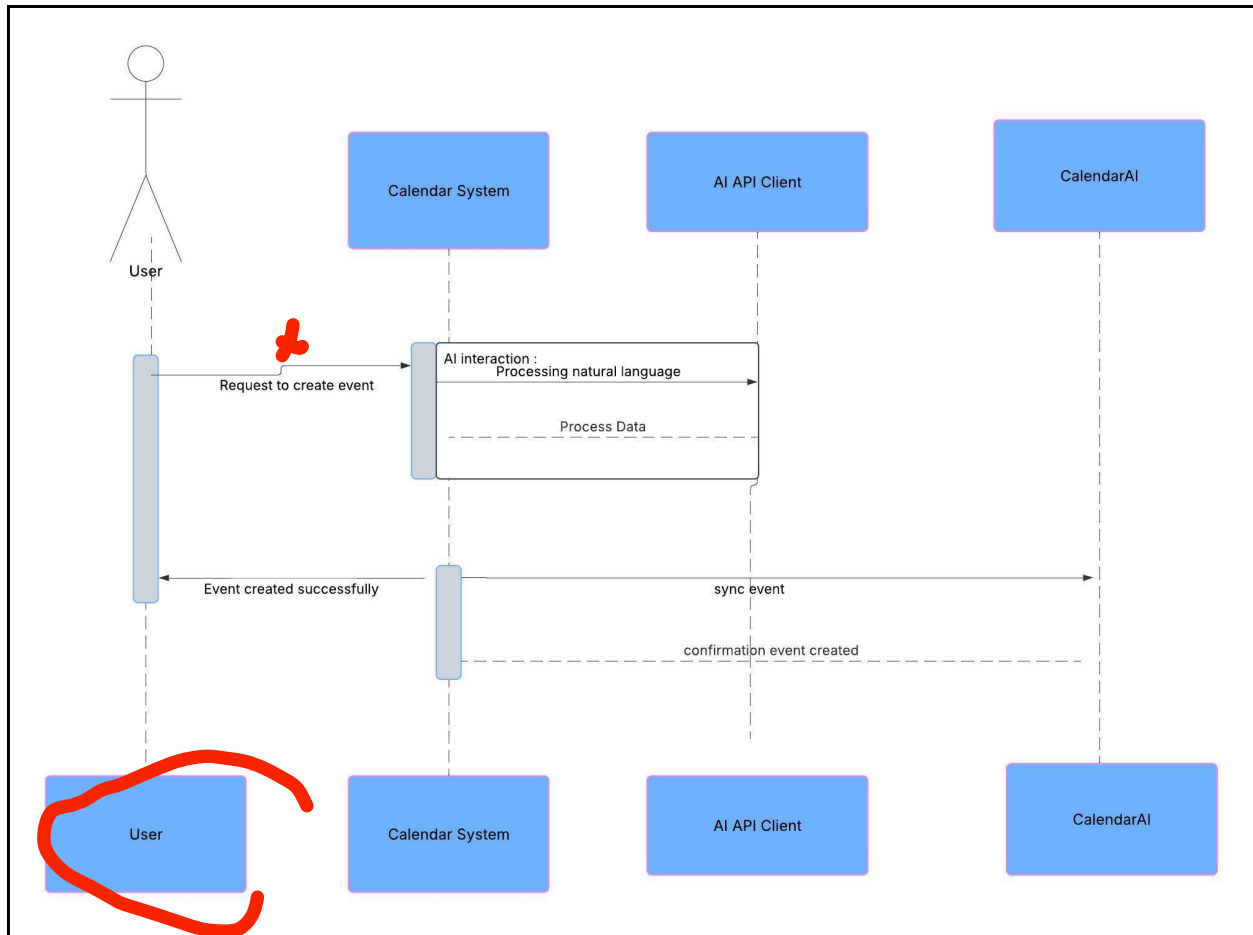 Calendar System
AI API Client
CalendarAI
User
AI interaction :
Processing natural language
Request to create event
Process Data
Event created successfully
sync event
confirmation event created
User
Calendar System
AI API Client
CalendarAI